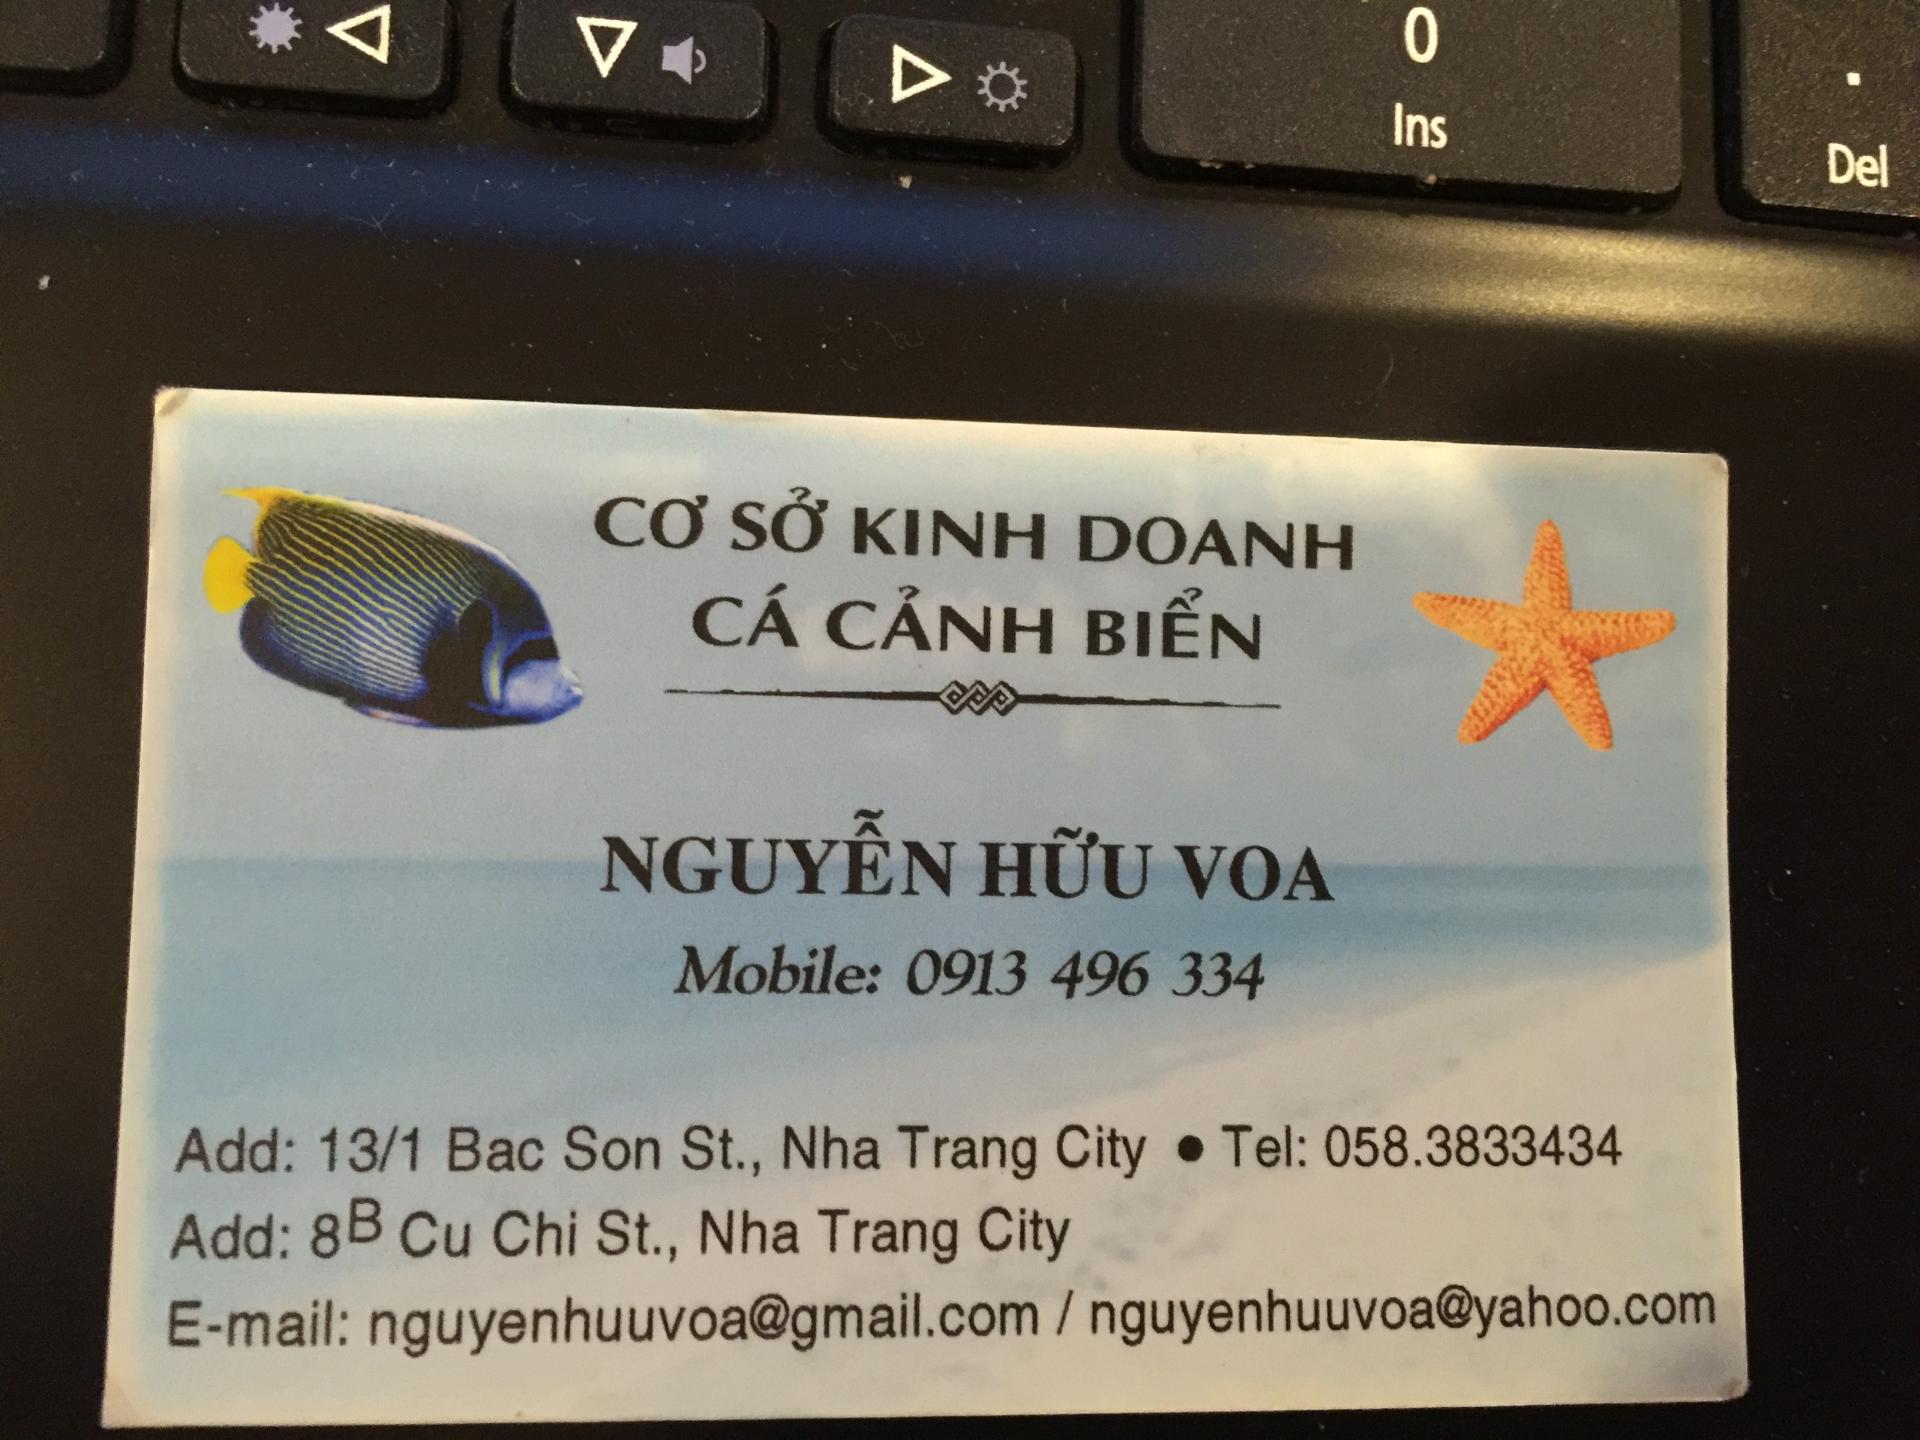 0
Ins
.
Del
CƠ SỞ KINH DOANH
CÁ CẢNH BIỂN
NGUYỄN HỮU VOA
Mobile: 0913 496 334
Add: 13/1 Bac Son St., Nha Trang City • Tel: 058.3833434
Add: 8B Cu Chi St., Nha Trang City
E-mail: nguyenhuuvoa@gmail.com / nguyenhuuvoa@yahoo.com